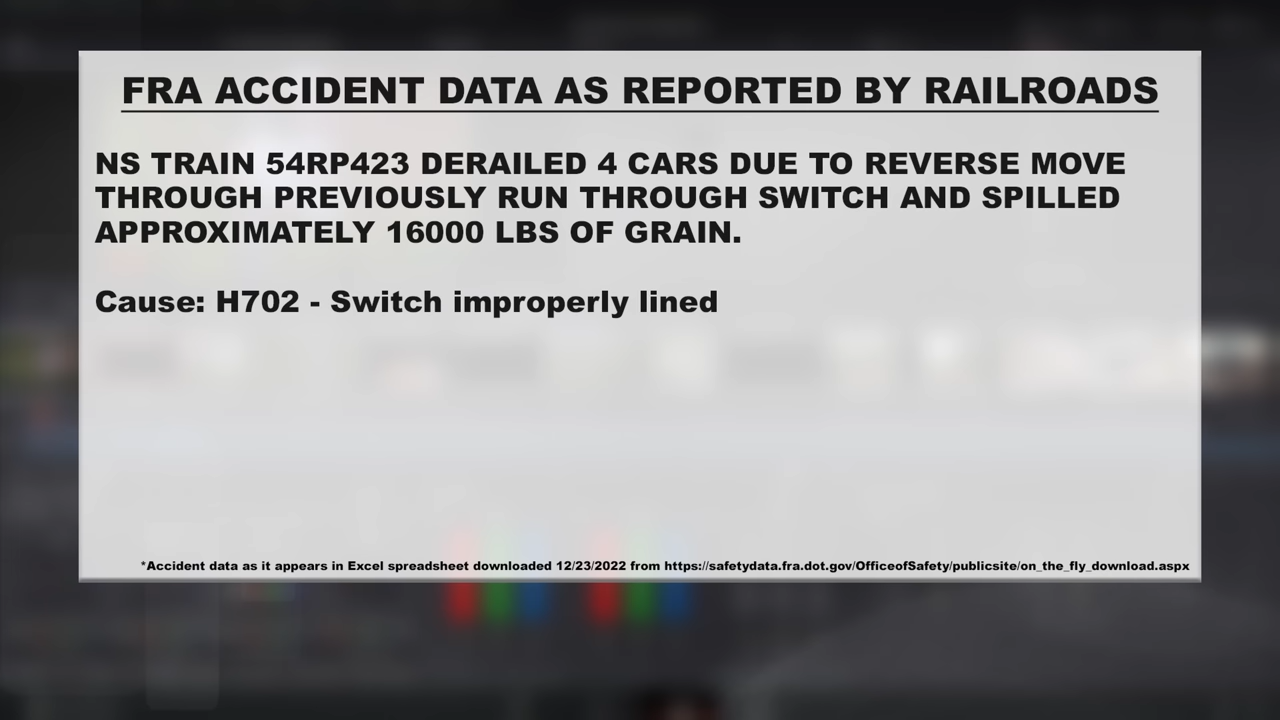 FRA ACCIDENT DATA AS REPORTED BY RAILROADS
NS TRAIN 54RP423 DERAILED 4 CARS DUE TO REVERSE MOVE
THROUGH PREVIOUSLY RUN THROUGH SWITCH AND SPILLED
APPROXIMATELY 16000 LBS OF GRAIN.
Cause: H702 - Switch improperly lined
*Accident data as it appears in Excel spreadsheet downloaded 12/23/2022 from https://safetydata.fra.dot.gov/OfficeofSafety/publicsite/on_the_fly_download.aspx